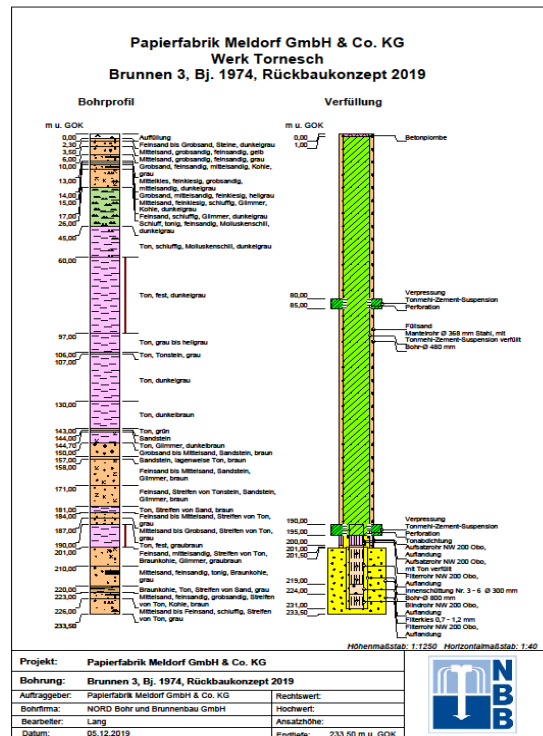 Papierfabrik Meldorf GmbH & Co. KG
Werk Tornesch
Brunnen 3, Bj. 1974, Rückbaukonzept 2019
Bohrprofil
m u. GOK
0,00
2,30
3,50
6,00
10,00
13,00
14,00
15,00
17,00
26,00
45,00
60,00
97,00
106,00
107,00
130,00
143,00
144,00
144,70
150,00
157,00
158,00
171,00
181,00
184,00
187,00
190,00
201,00
210,00
220,00
223,00
226,00
233,50
Auffüllung
Feinsand bis Grobsand, Steine, dunkelgrau
Mittelsand, grobsandig, feinsandig, gelb
Mittelsand, grobsandig, feinsandig, grau
Grobsand, feinsandig, mittelsandig, Kohle,
grau
Mittelkies, feinkiesig, grobsandig,
mittelsandig, dunkelgrau
Grobsand, mittelsandig, feinkiesig, hellgrau
Mittelsand, feinkiesig, schluffig, Glimmer,
Kohle, dunkelgrau
Feinsand, schluffig, Glimmer, dunkelgrau
Schluff, tonig, feinsandig, Molluskenschill,
dunkelgrau
Ton, schluffig, Molluskenschill, dunkelgrau
Ton, fest, dunkelgrau
Ton, grau bis hellgrau
Ton, Tonstein, grau
Ton, dunkelgrau
Ton, dunkelbraun
Ton, grün
Sandstein
Ton, Glimmer, dunkelbraun
Grobsand bis Mittelsand, Sandstein, braun
Sandstein, lagenweise Ton, braun
Feinsand bis Mittelsand, Sandstein,
Glimmer, braun
Feinsand, Streifen von Tonstein, Sandstein,
Glimmer, braun
Ton, Streifen von Sand, braun
Feinsand bis Mittelsand, Streifen von Ton,
grau
Mittelsand bis Grobsand, Streifen von Ton,
grau
Ton, fest, graubraun
Feinsand, mittelsandig, Streifen von Ton,
Braunkohle, Glimmer, graubraun
Mittelsand, feinsandig, tonig, Braunkohle,
grau
Braunkohle, Ton, Streifen von Sand, grau
Mittelsand, feinsandig, grobsandig, Streifen
von Ton, Kohle, braun
Mittelsand bis Feinsand, schluffig, Streifen
von Ton, grau
Verfüllung
m u. GOK
0,00
1,00
80,00
85,00
190,00
195,00
200,00
201,00
201,50
219,00
224,00
231,00
233,50
Betonplombe
Verpressung
Tonmehl-Zement-Suspension
Perforation
Füllsand
Mantelrohr Ø 368 mm Stahl, mit
Tonmehl-Zement-Suspension verfüllt
Bohr-Ø 480 mm
Verpressung
Tonmehl-Zement-Suspension
Perforation
Tonabdichtung
Aufsatzrohr NW 200 Obo,
Auflandung
Aufsatzrohr NW 200 Obo,
mit Ton verfüllt
Filterrohr NW 200 Obo,
Auflandung
Innenschüttung Nr. 3 - 6 Ø 300 mm
Bohr-Ø 800 mm
Blindrohr NW 200 Obo,
Auflandung
Filterkies 0,7 - 1,2 mm
Filterrohr NW 200 Obo,
Auflandung
Höhenmaßstab: 1:1250 Horizontalmaßstab: 1:40
Projekt: Papierfabrik Meldorf GmbH & Co. KG
Bohrung: Brunnen 3, Bj. 1974, Rückbaukonzept 2019
Auftraggeber: Papierfabrik Meldorf GmbH & Co. KG Rechtswert:
Bohrfirma: NORD Bohr und Brunnenbau GmbH Hochwert:
Bearbeiter: Lang Ansatzhöhe:
Datum: 05.12.2019 Endtiefe: 233,50 m u. GOK
NBB